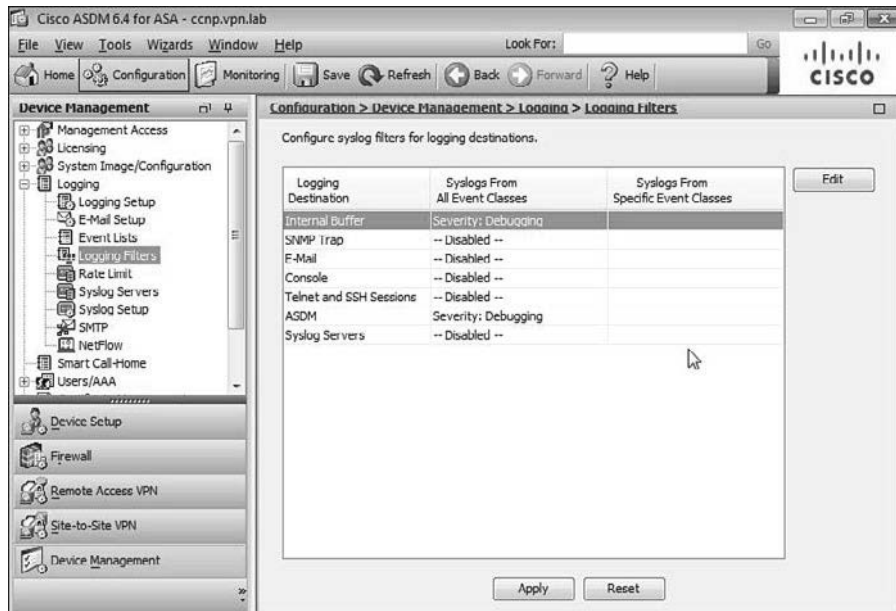 Cisco ASDM 6.4 for ASA - ccnp.vpn.lab
File View Tools Wizards Window Help Look For: Go
Home Configuration Monitoring Save Refresh Back Forward Help
CISCO
Device Management
Management Access
Licensing
System Image/Configuration
Logging
Logging Setup
E-Mail Setup
Event Lists
Logging Filters
Rate Limit
Syslog Servers
Syslog Setup
SMTP
NetFlow
Smart Call-Home
Users/AAA
Device Setup
Firewall
Remote Access VPN
Site-to-Site VPN
Device Management
Configuration > Device Management > Logging > Logging Filters
Configure syslog filters for logging destinations.
Logging Destination Syslogs From All Event Classes Syslogs From Specific Event Classes
Internal Buffer Severity: Debugging
SNMP Trap -- Disabled --
E-Mail -- Disabled --
Console -- Disabled --
Telnet and SSH Sessions -- Disabled --
ASDM Severity: Debugging
Syslog Servers -- Disabled --
Edit
Apply Reset